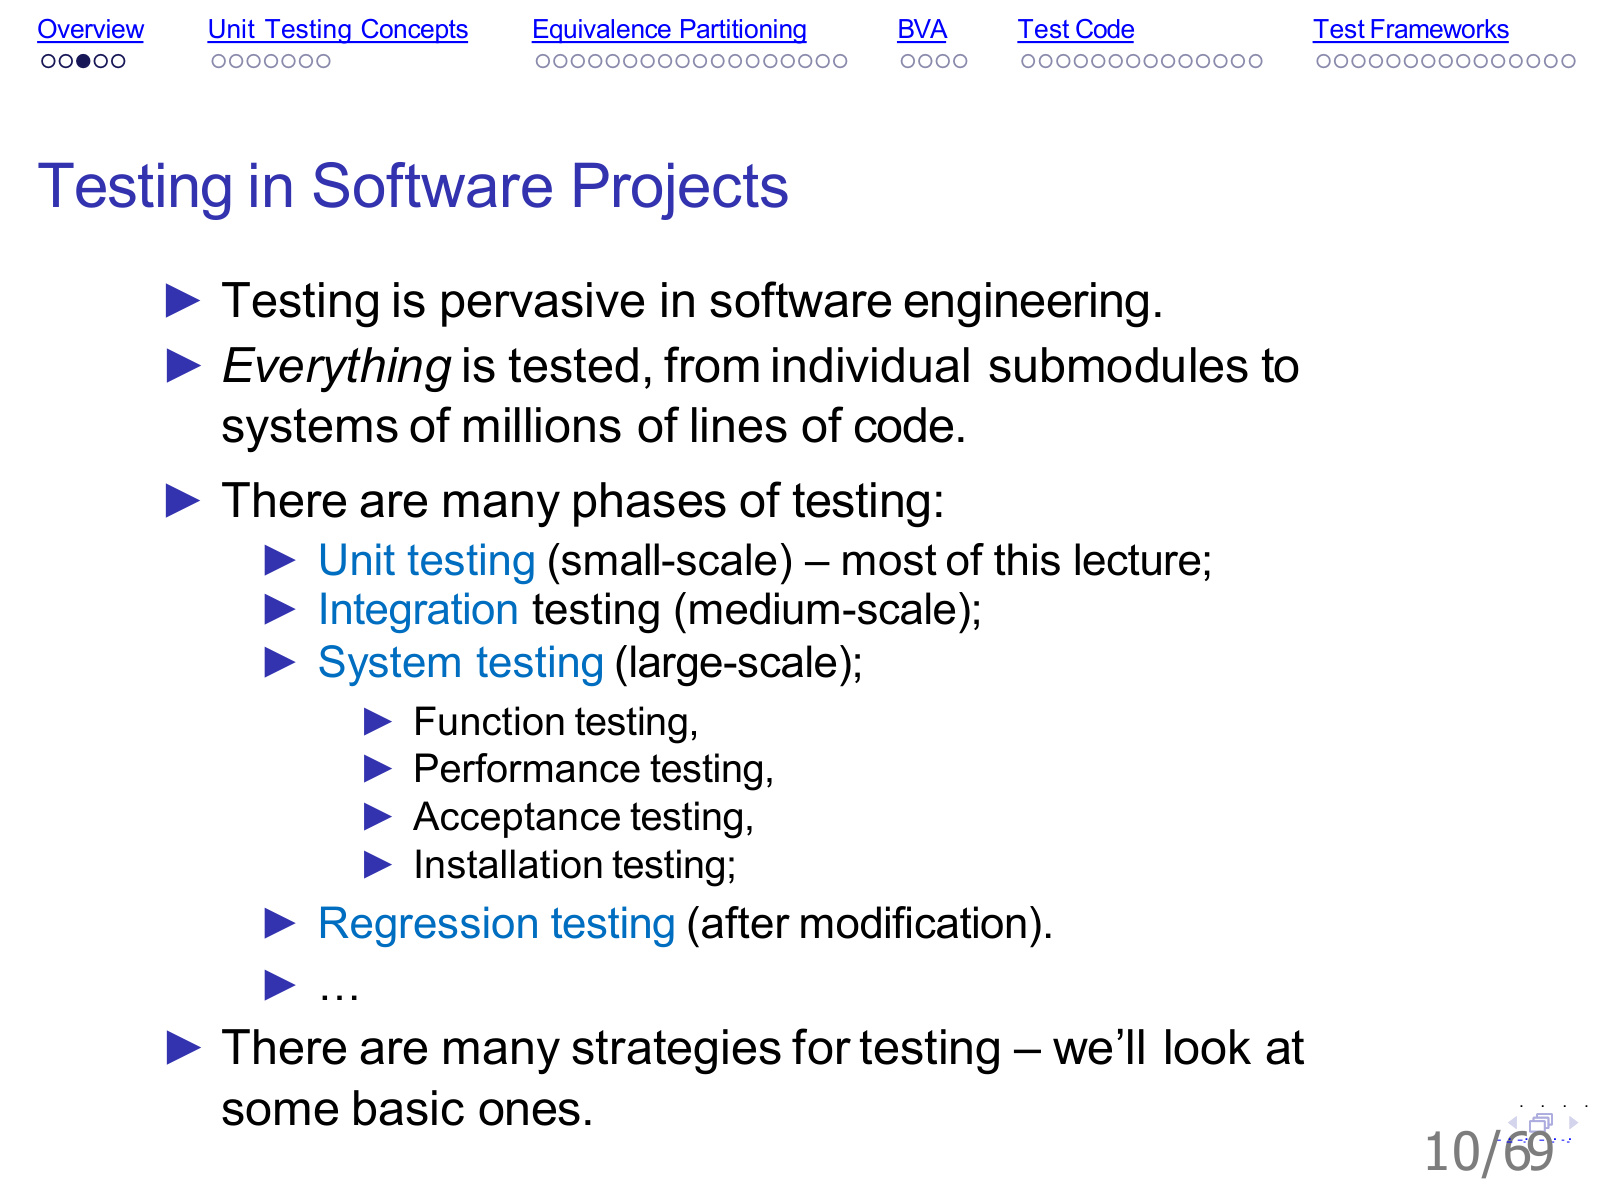 Overview Unit Testing Concepts Equivalence Partitioning BVA Test Code Test Frameworks
Testing in Software Projects
Testing is pervasive in software engineering.
Everything is tested, from individual submodules to
systems of millions of lines of code.
There are many phases of testing:
Unit testing (small-scale) – most of this lecture;
Integration testing (medium-scale);
System testing (large-scale);
Function testing,
Performance testing,
Acceptance testing,
Installation testing;
Regression testing (after modification).
…
There are many strategies for testing – we’ll look at
some basic ones.
10/69